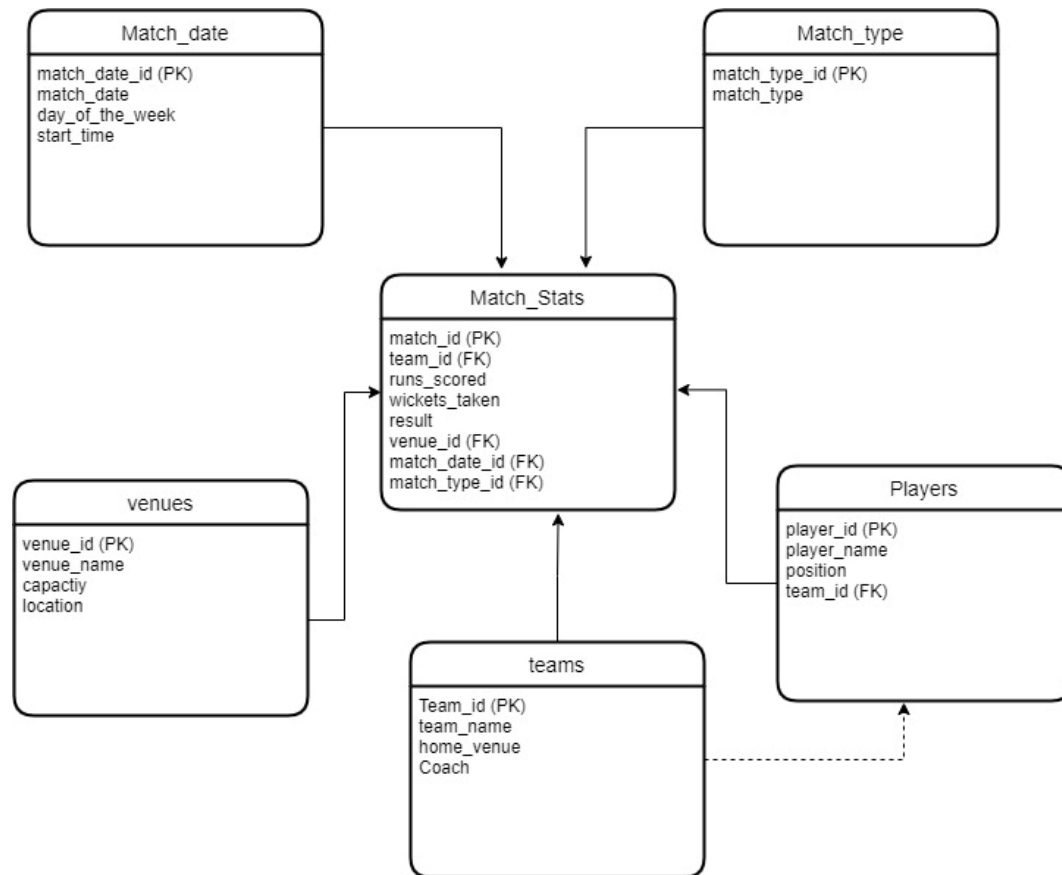 Match_date
match_date_id (PK)
match_date
day_of_the_week
start_time
Match_type
match_type_id (PK)
match_type
Match_Stats
match_id (PK)
team_id (FK)
runs_scored
wickets_taken
result
venue_id (FK)
match_date_id (FK)
match_type_id (FK)
venues
venue_id (PK)
venue_name
capactiy
location
Players
player_id (PK)
player_name
position
team_id (FK)
teams
Team_id (PK)
team_name
home_venue
Coach